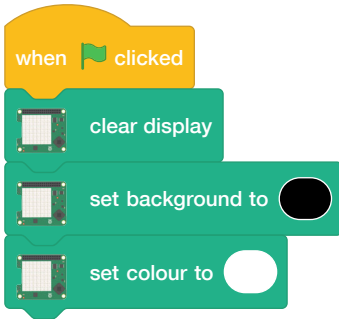 when clicked
clear display
set background to
set colour to